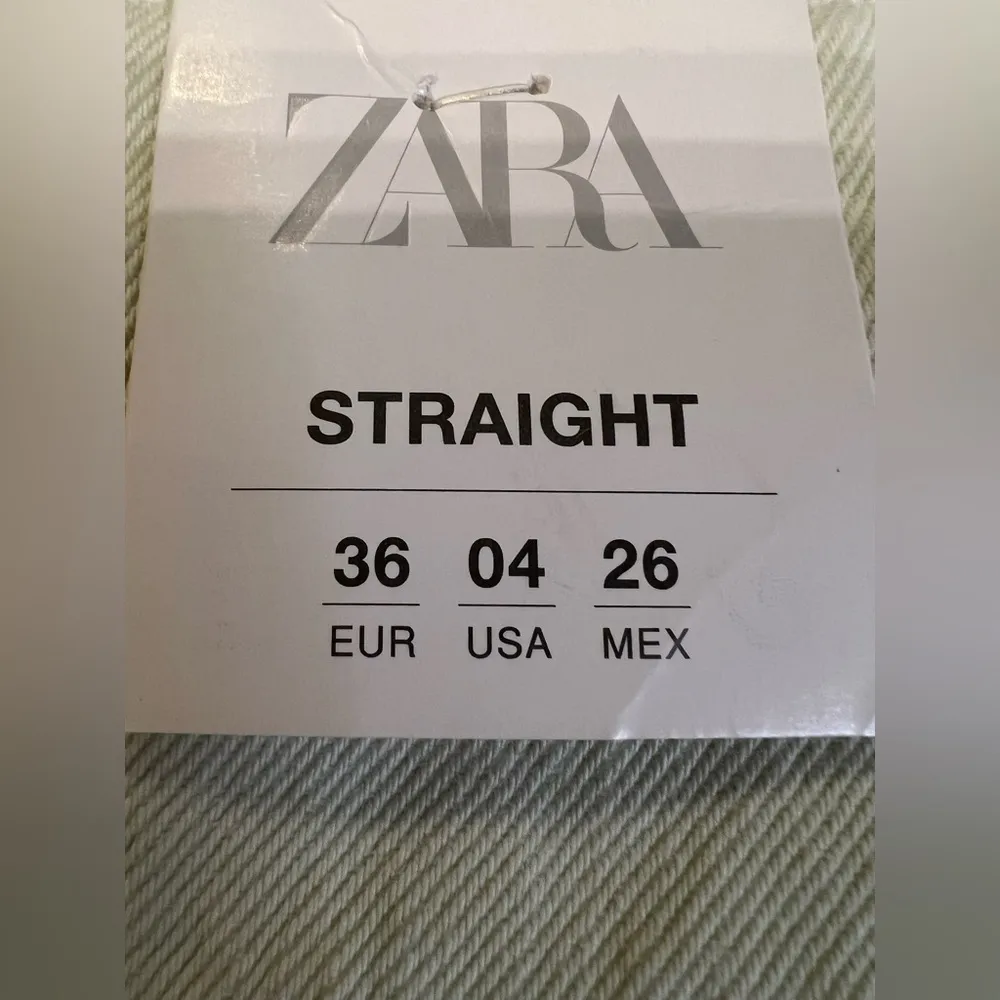 ZARA
STRAIGHT
36 04 26
EUR USA MEX